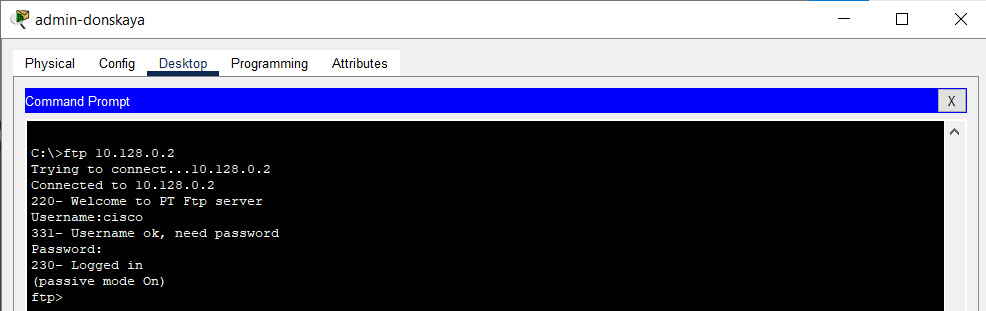 admin-donskaya
Physical Config Desktop Programming Attributes
Command Prompt X
C:\>ftp 10.128.0.2
Trying to connect...10.128.0.2
Connected to 10.128.0.2
220- Welcome to PT Ftp server
Username:cisco
331- Username ok, need password
Password:
230- Logged in
(passive mode On)
ftp>